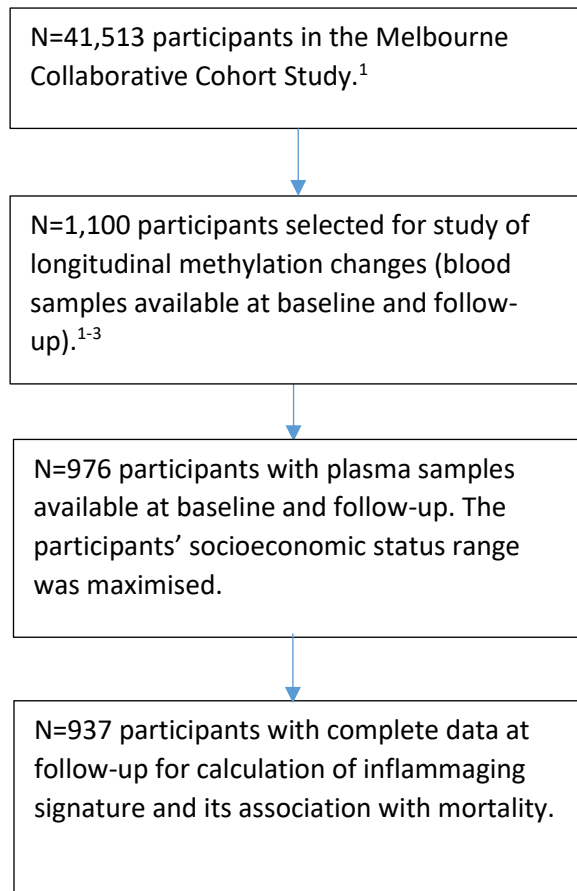 N=41,513 participants in the Melbourne
Collaborative Cohort Study.¹
N=1,100 participants selected for study of
longitudinal methylation changes (blood
samples available at baseline and follow-
up).¹⁻³
N=976 participants with plasma samples
available at baseline and follow-up. The
participants’ socioeconomic status range
was maximised.
N=937 participants with complete data at
follow-up for calculation of inflammaging
signature and its association with mortality.